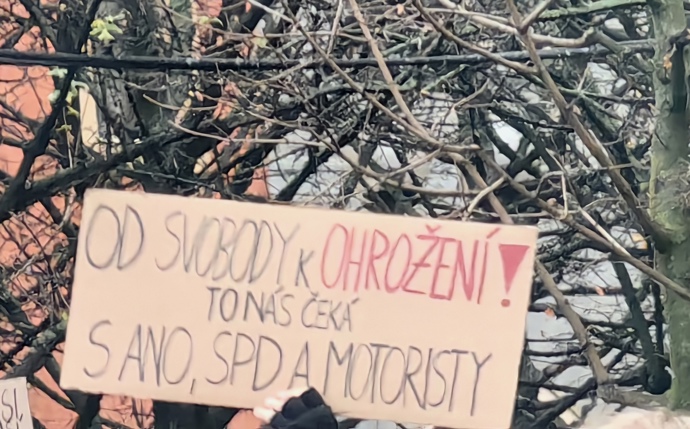 OD SVOBODY K OHROŽENÍ!
TO NÁS ČEKÁ
S ANO, SPD A MOTORISTY